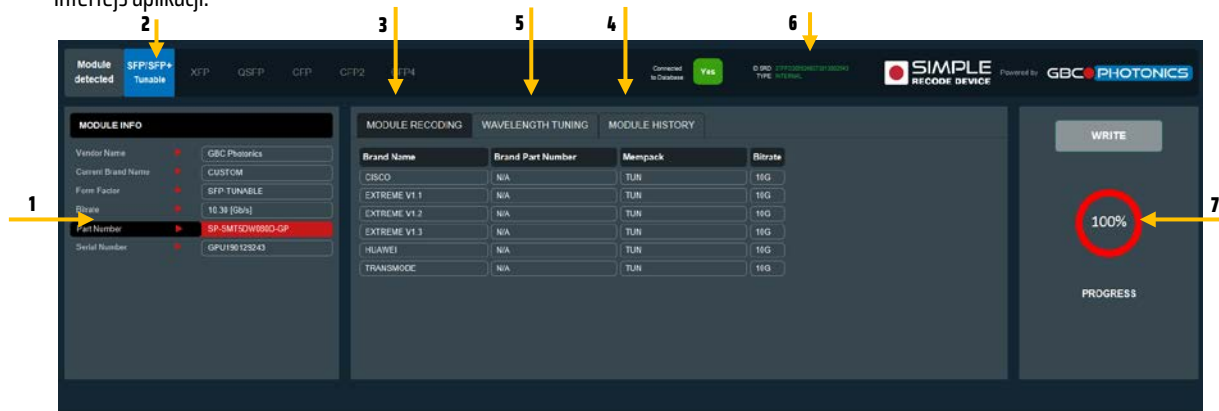 interfejs aplikacji.
2 3 5 4 6
Module detected
SFP/SFP+ Tunable
XFP QSFP CFP CFP2 CFP4
Connected to Database
Yes
ID SRD
TYPE INTERNAL
SIMPLE
RECODE DEVICE
Powered by
GBC PHOTONICS
MODULE INFO
Vendor Name GBC Photonics
Current Brand Name CUSTOM
Form Factor SFP-TUNABLE
Bitrate 10.30 [Gb/s]
1
Part Number SP-SMT5DW080D-GP
Serial Number GPU190129243
MODULE RECODING WAVELENGTH TUNING MODULE HISTORY
Brand Name Brand Part Number Mempack Bitrate
CISCO N/A TUN 10G
EXTREME V1.1 N/A TUN 10G
EXTREME V1.2 N/A TUN 10G
EXTREME V1.3 N/A TUN 10G
HUAWEI N/A TUN 10G
TRANSMODE N/A TUN 10G
WRITE
100%
7
PROGRESS